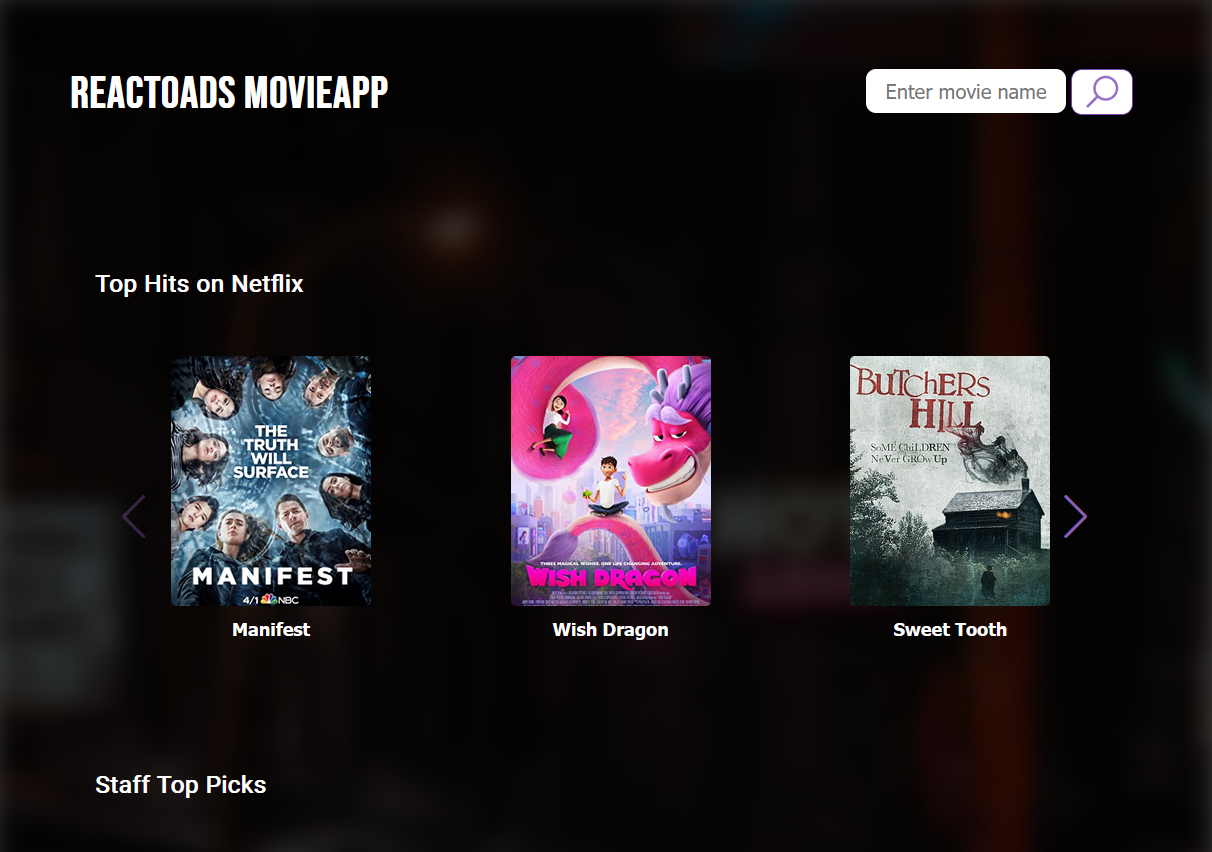 REACTOADS MOVIEAPP
Enter movie name
Top Hits on Netflix
THE
TRUTH
WILL
SURFACE
MANIFEST
4/1 NBC
Manifest
THREE MAGICAL WISHES. ONE LIFE CHANGING ADVENTURE.
WISH DRAGON
Wish Dragon
BUTCHERS
HILL
SoME ChiLDREN
NeVer GROw Up
Sweet Tooth
Staff Top Picks